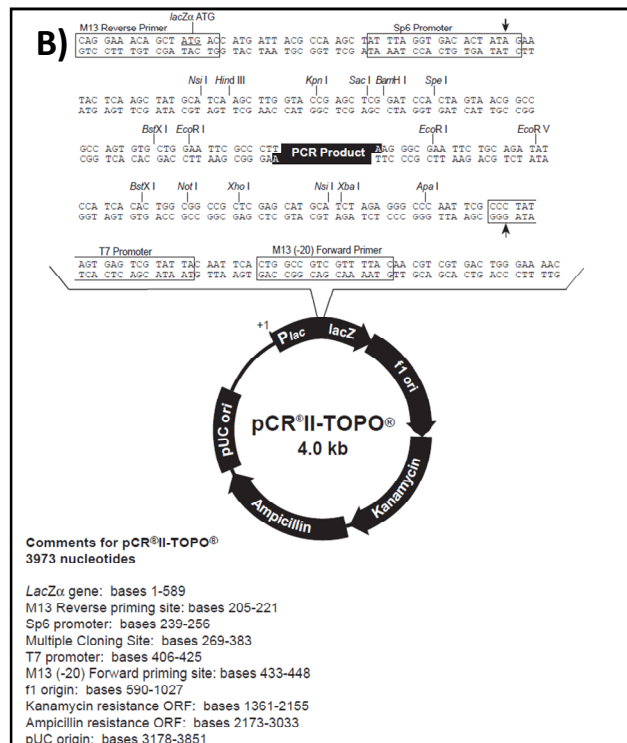 B)
lacZα ATG
M13 Reverse Primer
Sp6 Promoter
CAG GAA ACA GCT ATG ACC ATG ATT ACG CCA AGC TAT TTA GGT GAC ACT ATA GAA
GTC CTT TGT CGA TAC TGG TAC TAA TGC GGT TCG ATA AAT CCA CTG TGA TAT CTT
Nsi I Hind III Kpn I Sac I BamH I Spe I
TAC TCA AGC TAT GCA TCA AGC TTG GTA CCG AGC TCG GAT CCA CTA GTA ACG GCC
ATG AGT TCG ATA CGT AGT TCG AAC CAT GGC TCG AGC CTA GGT GAT CAT TGC CGG
BstX I EcoR I EcoR I EcoR V
GCC AGT GTG CTG GAA TTC GCC CTT PCR Product AAG GGC GAA TTC TGC AGA TAT
CGG TCA CAC GAC CTT AAG CGG GAA TTC CCG CTT AAG ACG TCT ATA
BstX I Not I Xho I Nsi I Xba I Apa I
CCA TCA CAC TGG CGG CCG CTC GAG CAT GCA TCT AGA GGG CCC AAT TCG CCC TAT
GGT AGT GTG ACC GCC GGC GAG CTC GTA CGT AGA TCT CCC GGG TTA AGC GGG ATA
T7 Promoter M13 (-20) Forward Primer
AGT GAG TCG TAT TAC AAT TCA CTG GCC GTC GTT TTA CAA CGT CGT GAC TGG GAA AAC
TCA CTC AGC ATA ATG TTA AGT GAC CGG CAG CAA AAT GTT GCA GCA CTG ACC CTT TTG
+1
Plac lacZ
f1 ori
Kanamycin
Ampicillin
pUC ori
pCR®II-TOPO®
4.0 kb
Comments for pCR®II-TOPO®
3973 nucleotides
LacZα gene: bases 1-589
M13 Reverse priming site: bases 205-221
Sp6 promoter: bases 239-256
Multiple Cloning Site: bases 269-383
T7 promoter: bases 406-425
M13 (-20) Forward priming site: bases 433-448
f1 origin: bases 590-1027
Kanamycin resistance ORF: bases 1361-2155
Ampicillin resistance ORF: bases 2173-3033
pUC origin: bases 3178-3851